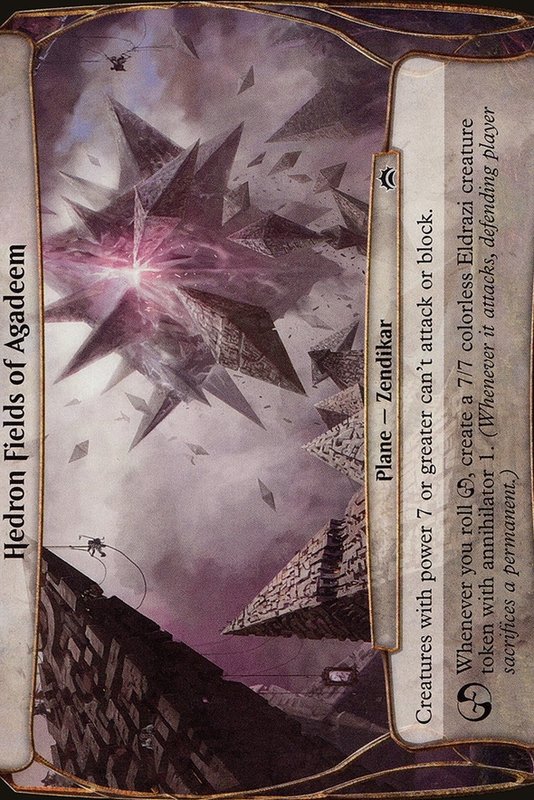 Hedron Fields of Agadeem
Plane — Zendikar
Creatures with power 7 or greater can't attack or block.
Whenever you roll , create a 7/7 colorless Eldrazi creature
token with annihilator 1. (Whenever it attacks, defending player
sacrifices a permanent.)